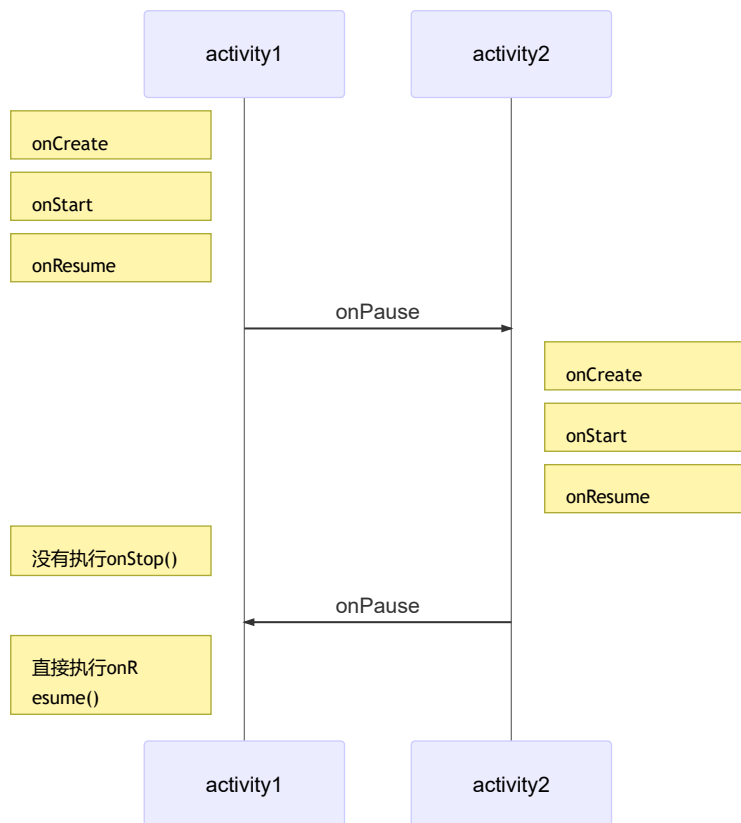 activity1
activity2
onCreate
onStart
onResume
onPause
onCreate
onStart
onResume
没有执行onStop()
onPause
直接执行onR
esume()
activity1
activity2